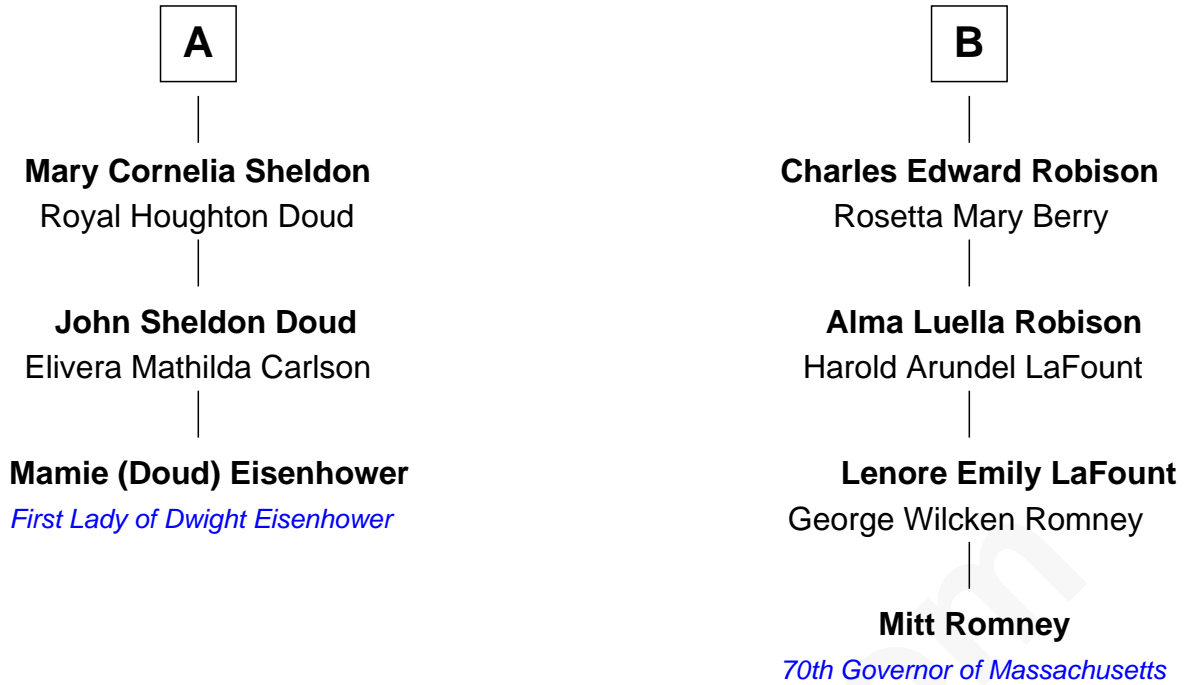 A
Mary Cornelia Sheldon
Royal Houghton Doud
John Sheldon Doud
Elivera Mathilda Carlson
Mamie (Doud) Eisenhower
First Lady of Dwight Eisenhower
B
Charles Edward Robison
Rosetta Mary Berry
Alma Luella Robison
Harold Arundel LaFount
Lenore Emily LaFount
George Wilcken Romney
Mitt Romney
70th Governor of Massachusetts